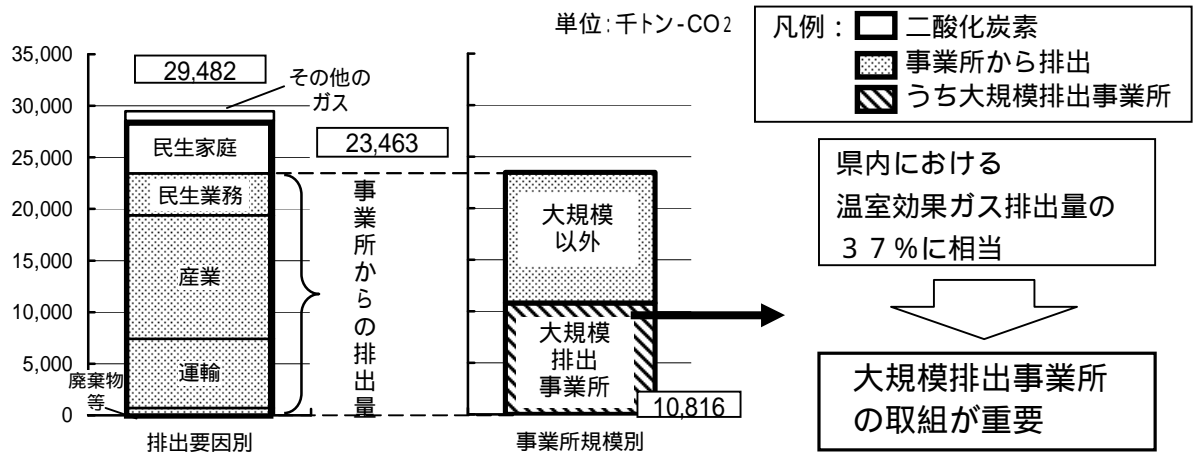 単位:千トン-CO2
凡例:
二酸化炭素
事業所から排出
うち大規模排出事業所
35,000
30,000
25,000
20,000
15,000
10,000
5,000
0
29,482
その他の
ガス
民生家庭
民生業務
産業
運輸
廃棄物
等
排出要因別
23,463
事業所からの排出量
大規模
以外
大規模
排出
事業所
10,816
事業所規模別
県内における
温室効果ガス排出量の
37%に相当
大規模排出事業所
の取組が重要